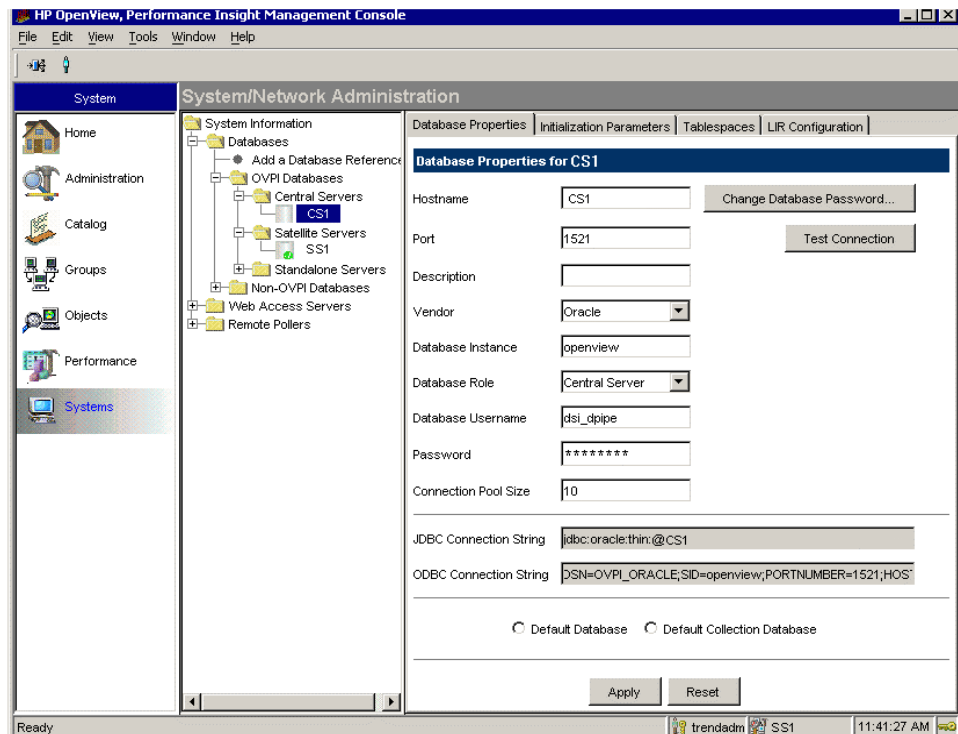 HP OpenView, Performance Insight Management Console
File Edit View Tools Window Help
System
Home
Administration
Catalog
Groups
Objects
Performance
Systems
System/Network Administration
System Information
Databases
Add a Database Reference
OVPI Databases
Central Servers
CS1
Satellite Servers
SS1
Standalone Servers
Non-OVPI Databases
Web Access Servers
Remote Pollers
Database Properties Initialization Parameters Tablespaces LIR Configuration
Database Properties for CS1
Hostname CS1 Change Database Password...
Port 1521 Test Connection
Description
Vendor Oracle
Database Instance openview
Database Role Central Server
Database Username dsi_dpipe
Password ********
Connection Pool Size 10
JDBC Connection String jdbc:oracle:thin:@CS1
ODBC Connection String DSN=OVPI_ORACLE;SID=openview;PORTNUMBER=1521;HOST
Default Database Default Collection Database
Apply Reset
Ready trendadm SS1 11:41:27 AM